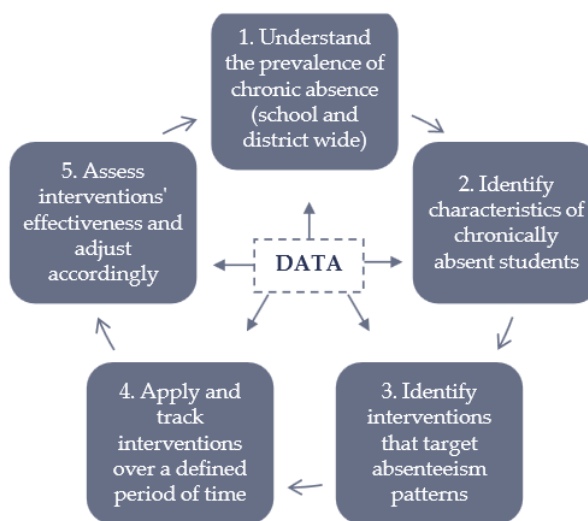 1. Understand
the prevalence of
chronic absence
(school and
district wide)
2. Identify
characteristics of
chronically
absent students
3. Identify
interventions
that target
absenteeism
patterns
4. Apply and
track
interventions
over a defined
period of time
5. Assess
interventions'
effectiveness and
adjust
accordingly
DATA